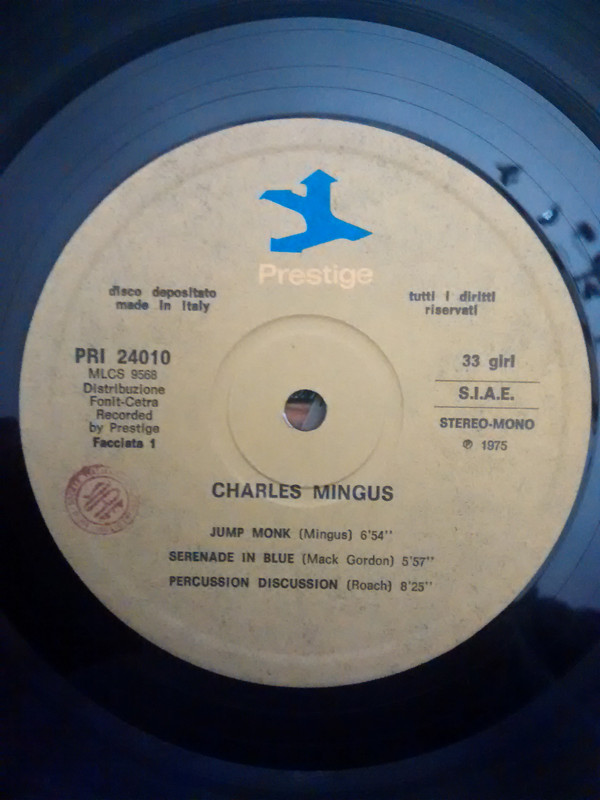 Prestige
disco depositato
made in Italy
tutti i diritti
riservati
PRI 24010
MLCS 9568
Distribuzione
Fonit-Cetra
Recorded
by Prestige
Facciata 1
33 giri
S.I.A.E.
STEREO-MONO
℗ 1975
CHARLES MINGUS
JUMP MONK (Mingus) 6'54''
SERENADE IN BLUE (Mack Gordon) 5'57''
PERCUSSION DISCUSSION (Roach) 8'25''